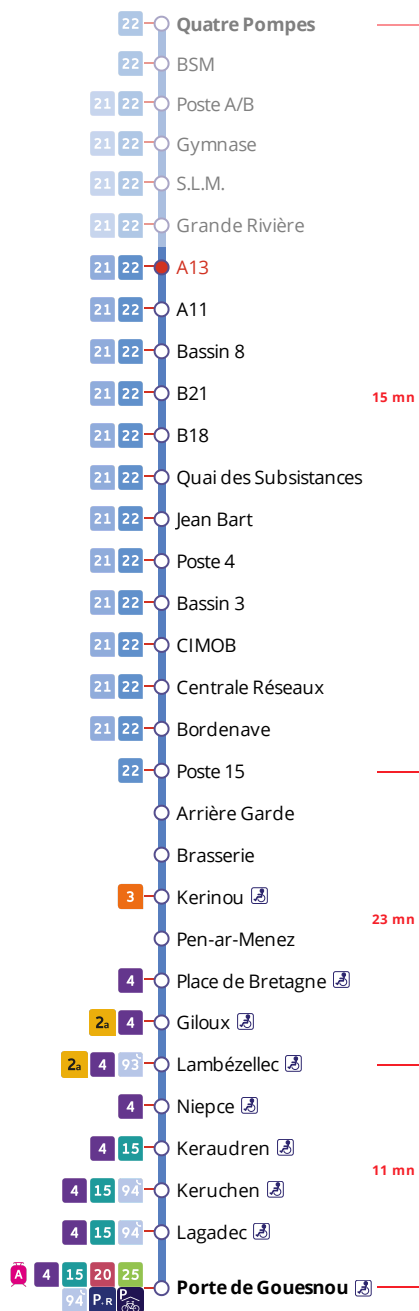 22 Quatre Pompes
22 BSM
21 22 Poste A/B
21 22 Gymnase
21 22 S.L.M.
21 22 Grande Rivière
21 22 A13
21 22 A11
21 22 Bassin 8
21 22 B21
15 mn
21 22 B18
21 22 Quai des Subsistances
21 22 Jean Bart
21 22 Poste 4
21 22 Bassin 3
21 22 CIMOB
21 22 Centrale Réseaux
21 22 Bordenave
22 Poste 15
Arrière Garde
Brasserie
3 Kerinou
23 mn
Pen-ar-Menez
4 Place de Bretagne
2a 4 Giloux
2a 4 93 Lambézellec
4 Niepce
4 15 Keraudren
11 mn
4 15 94 Keruchen
4 15 94 Lagadec
A 4 15 20 25
Porte de Gouesnou
94 P.R P